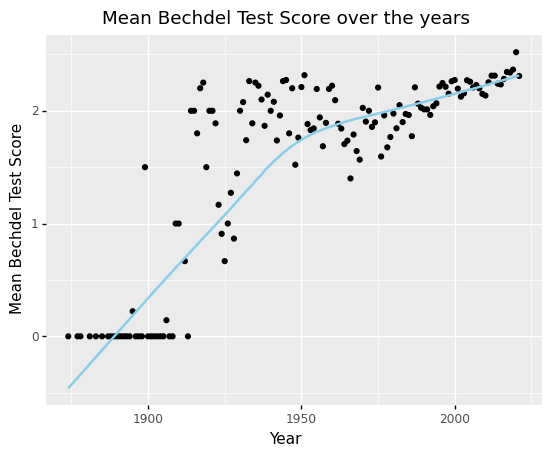 Mean Bechdel Test Score over the years
2
1
0
Mean Bechdel Test Score
1900
1950
2000
Year